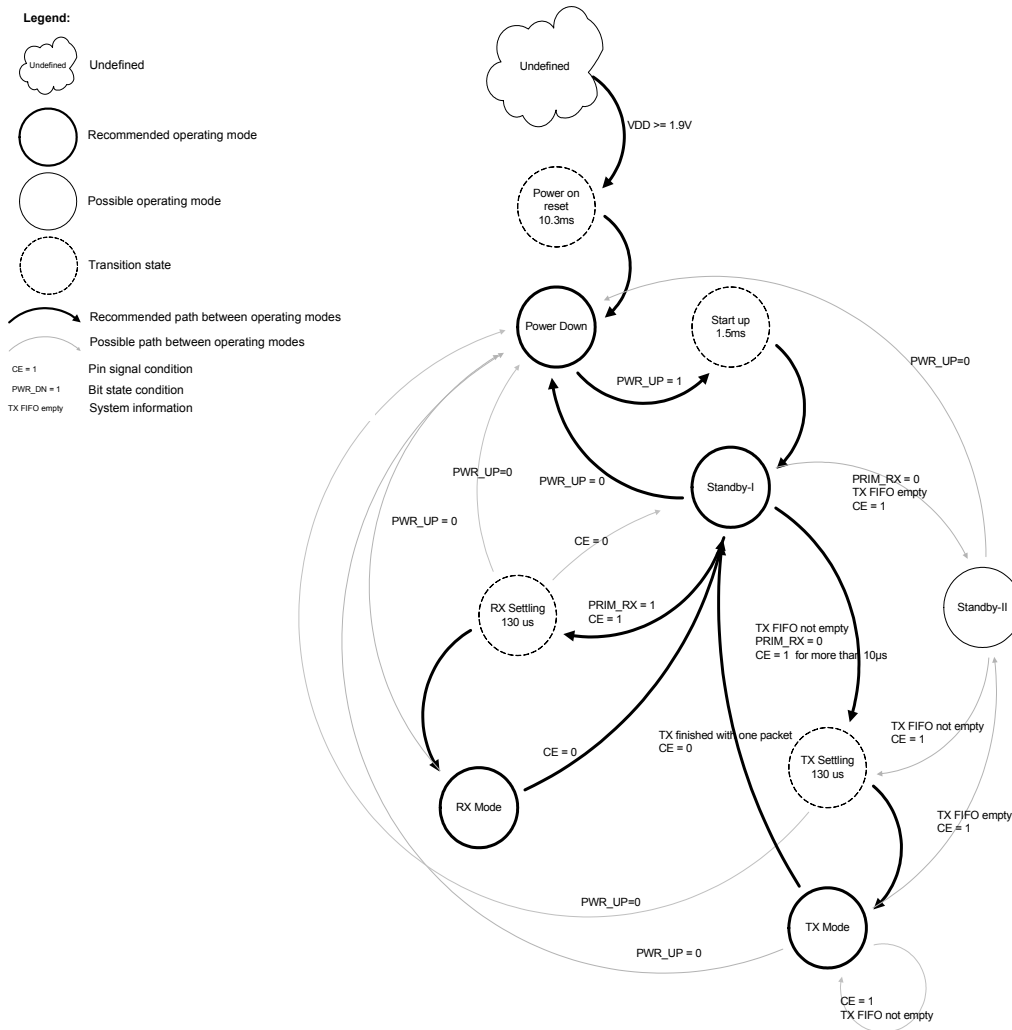 Legend:
Undefined
Undefined
Recommended operating mode
Possible operating mode
Transition state
Recommended path between operating modes
Possible path between operating modes
CE = 1
Pin signal condition
PWR_DN = 1
Bit state condition
TX FIFO empty
System information
Undefined
VDD >= 1.9V
Power on
reset
10.3ms
Power Down
Start up
1.5ms
PWR_UP = 1
PWR_UP=0
PWR_UP=0
PWR_UP = 0
Standby-I
PRIM_RX = 0
TX FIFO empty
CE = 1
PWR_UP = 0
CE = 0
RX Settling
130 us
PRIM_RX = 1
CE = 1
Standby-II
TX FIFO not empty
PRIM_RX = 0
CE = 1 for more than 10µs
TX FIFO not empty
CE = 1
TX finished with one packet
CE = 0
CE = 0
TX Settling
130 us
RX Mode
TX FIFO empty
CE = 1
PWR_UP=0
TX Mode
PWR_UP = 0
CE = 1
TX FIFO not empty